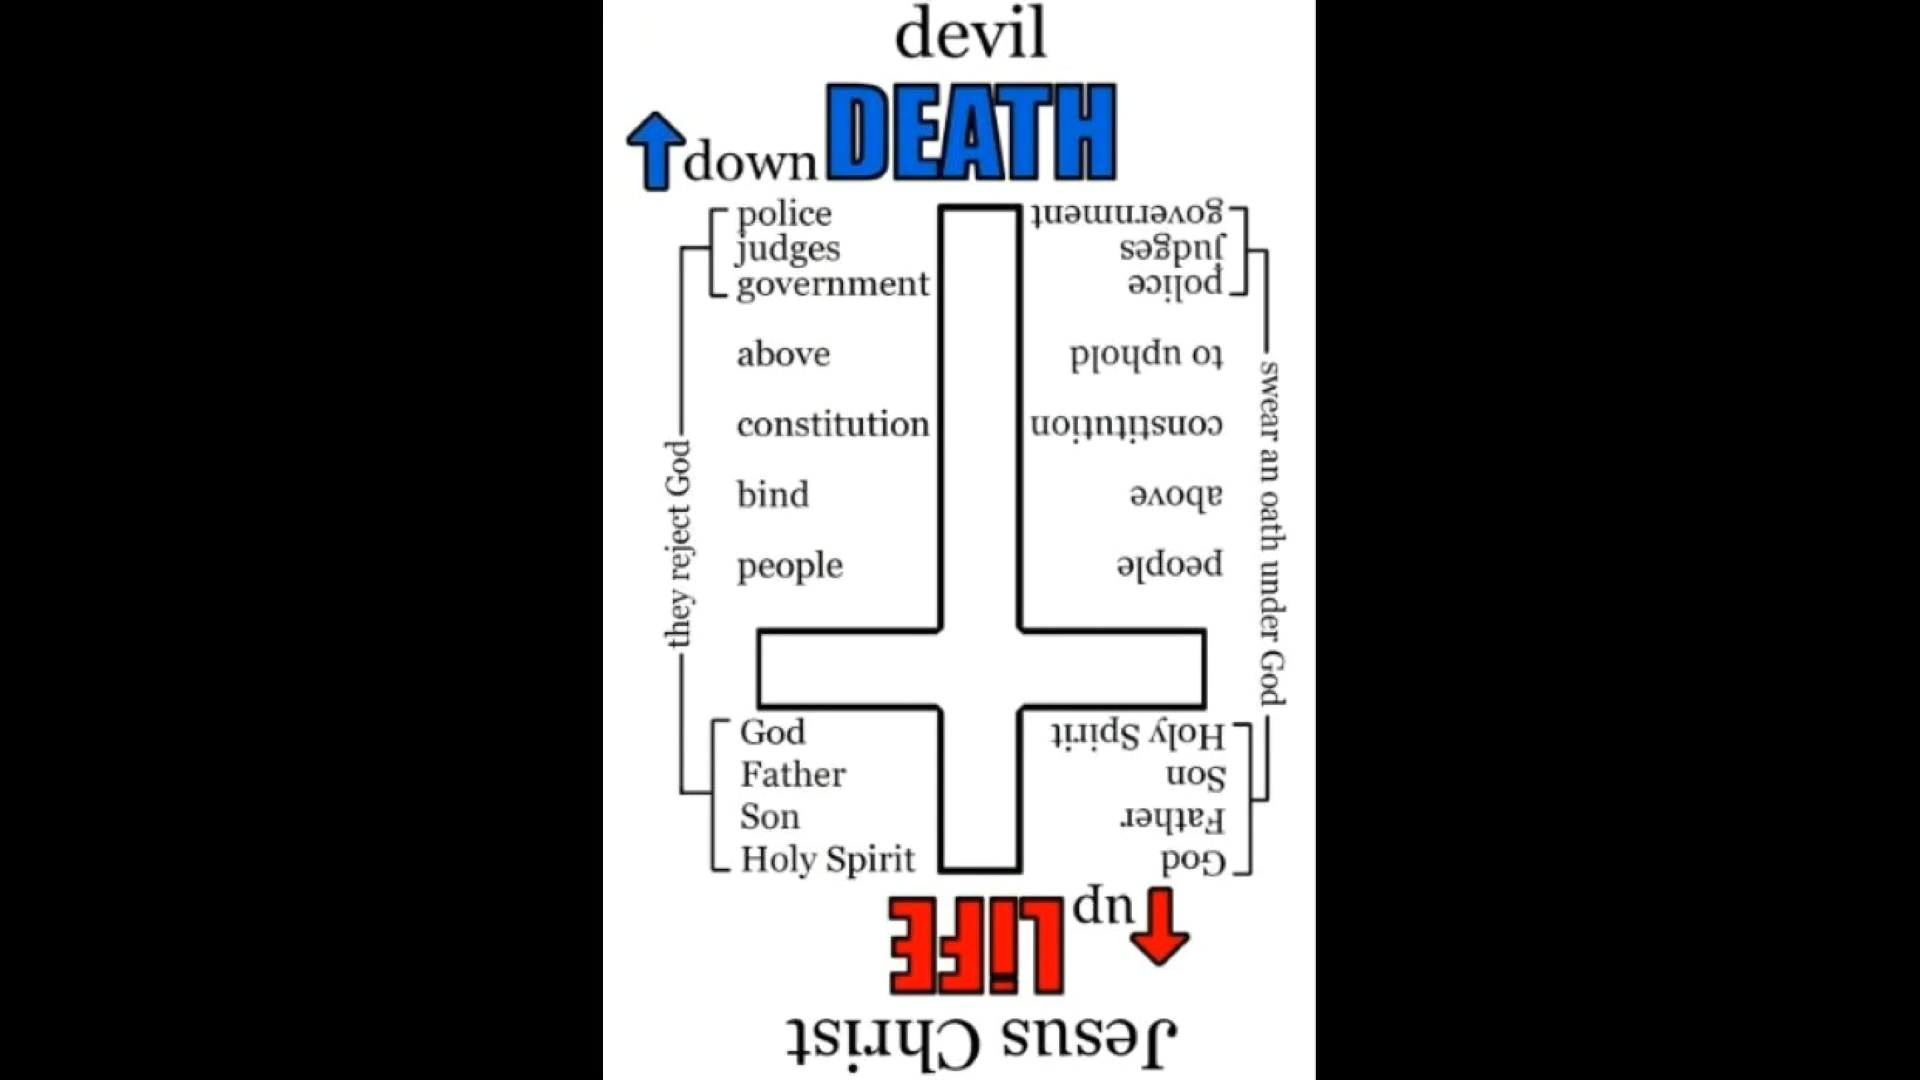 devil
DEATH
down
police
judges
government
above
constitution
bind
people
they reject God
God
Father
Son
Holy Spirit
Jesus Christ
LiFE
up
God
Father
Son
Holy Spirit
people
above
constitution
to uphold
police
judges
government
swear an oath under God